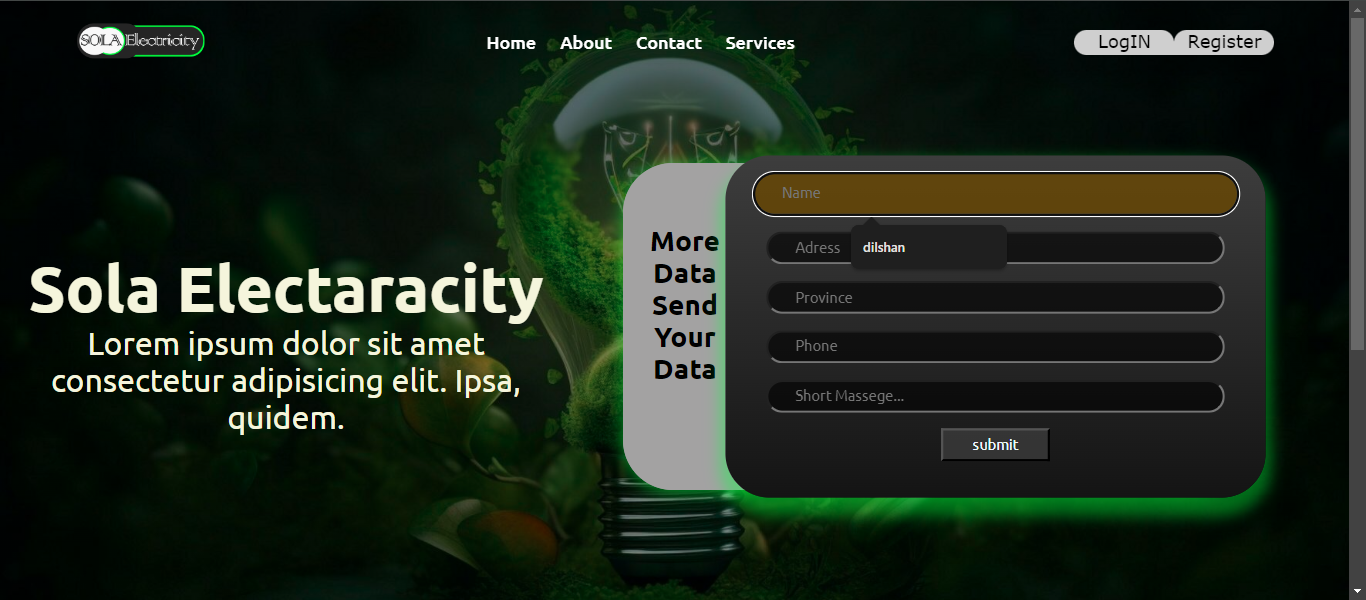 SOLA Electricity
Home About Contact Services
LogIN Register
Sola Electaracity
Lorem ipsum dolor sit amet
consectetur adipisicing elit. Ipsa,
quidem.
More
Data
Send
Your
Data
Name
Adress
dilshan
Province
Phone
Short Massege...
submit